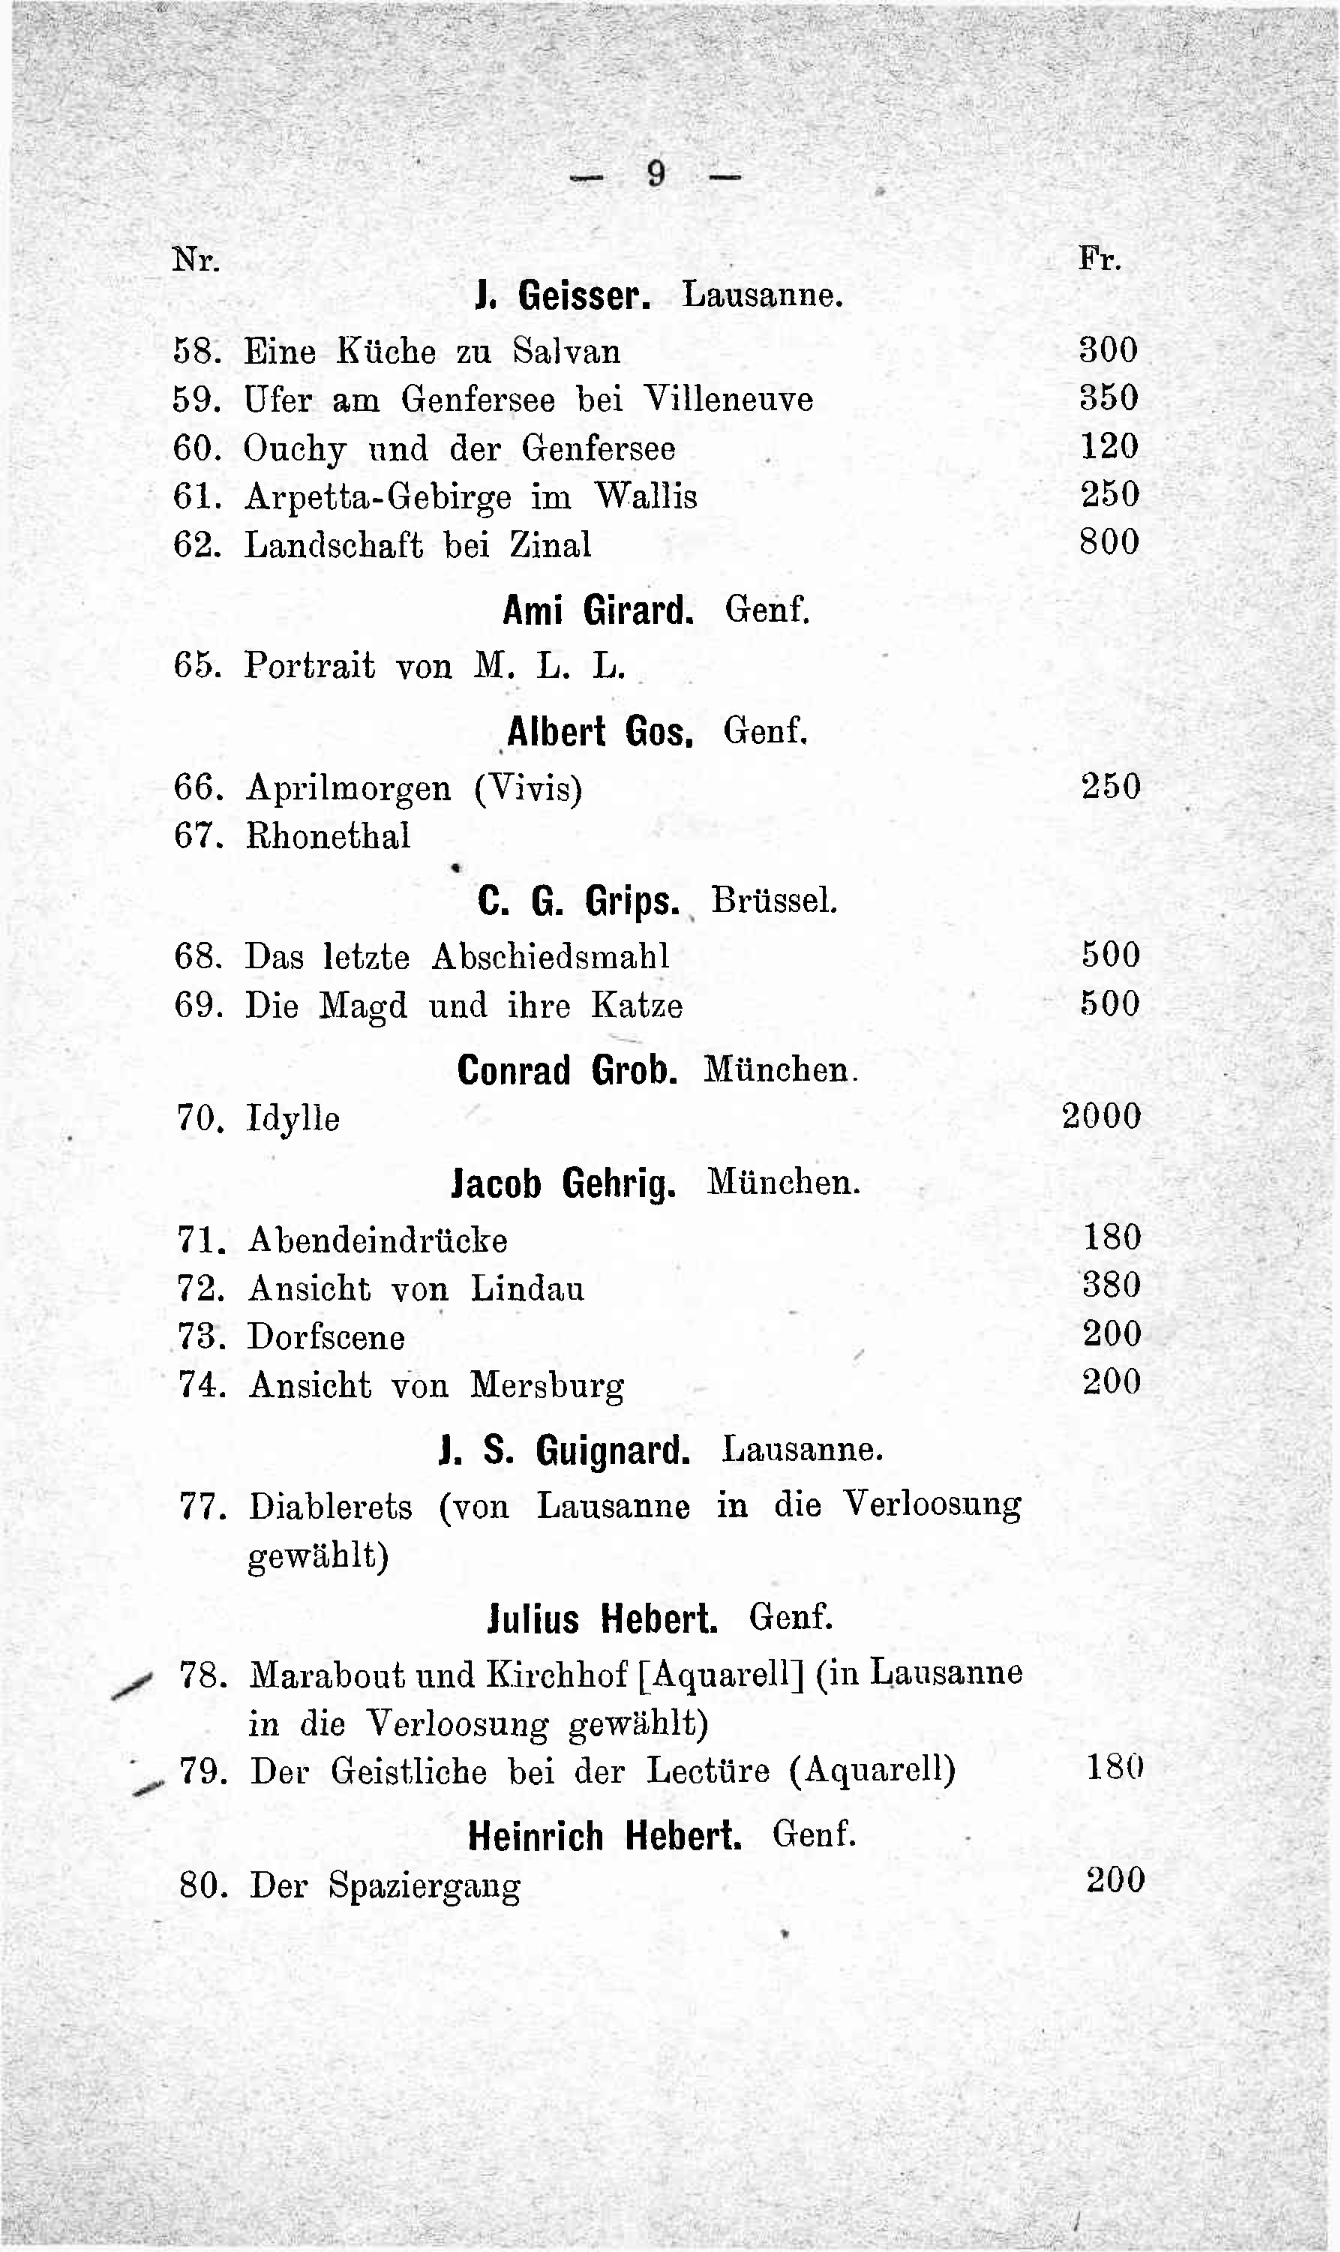 — 9 —
Nr. Fr.
J. Geisser. Lausanne.
58. Eine Küche zu Salvan 300
59. Ufer am Genfersee bei Villeneuve 350
60. Ouchy und der Genfersee 120
61. Arpetta-Gebirge im Wallis 250
62. Landschaft bei Zinal 800
Ami Girard. Genf.
65. Portrait von M. L. L.
Albert Gos. Genf.
66. Aprilmorgen (Vivis) 250
67. Rhonethal
C. G. Grips. Brüssel.
68. Das letzte Abschiedsmahl 500
69. Die Magd und ihre Katze 500
Conrad Grob. München.
70. Idylle 2000
Jacob Gehrig. München.
71. Abendeindrücke 180
72. Ansicht von Lindau 380
73. Dorfscene 200
74. Ansicht von Mersburg 200
J. S. Guignard. Lausanne.
77. Diablerets (von Lausanne in die Verloosung
gewählt)
Julius Hebert. Genf.
78. Marabout und Kirchhof [Aquarell] (in Lausanne
in die Verloosung gewählt)
79. Der Geistliche bei der Lectüre (Aquarell) 180
Heinrich Hebert. Genf.
80. Der Spaziergang 200